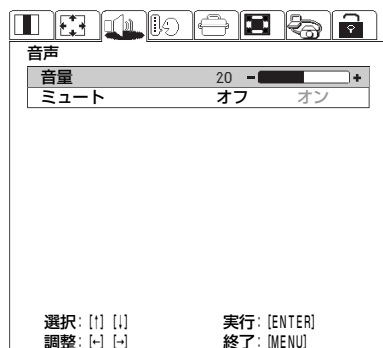 音声
音量 20 - +
ミュート オフ オン
選択: [↑] [↓] 実行: [ENTER]
調整: [←] [→] 終了: [MENU]